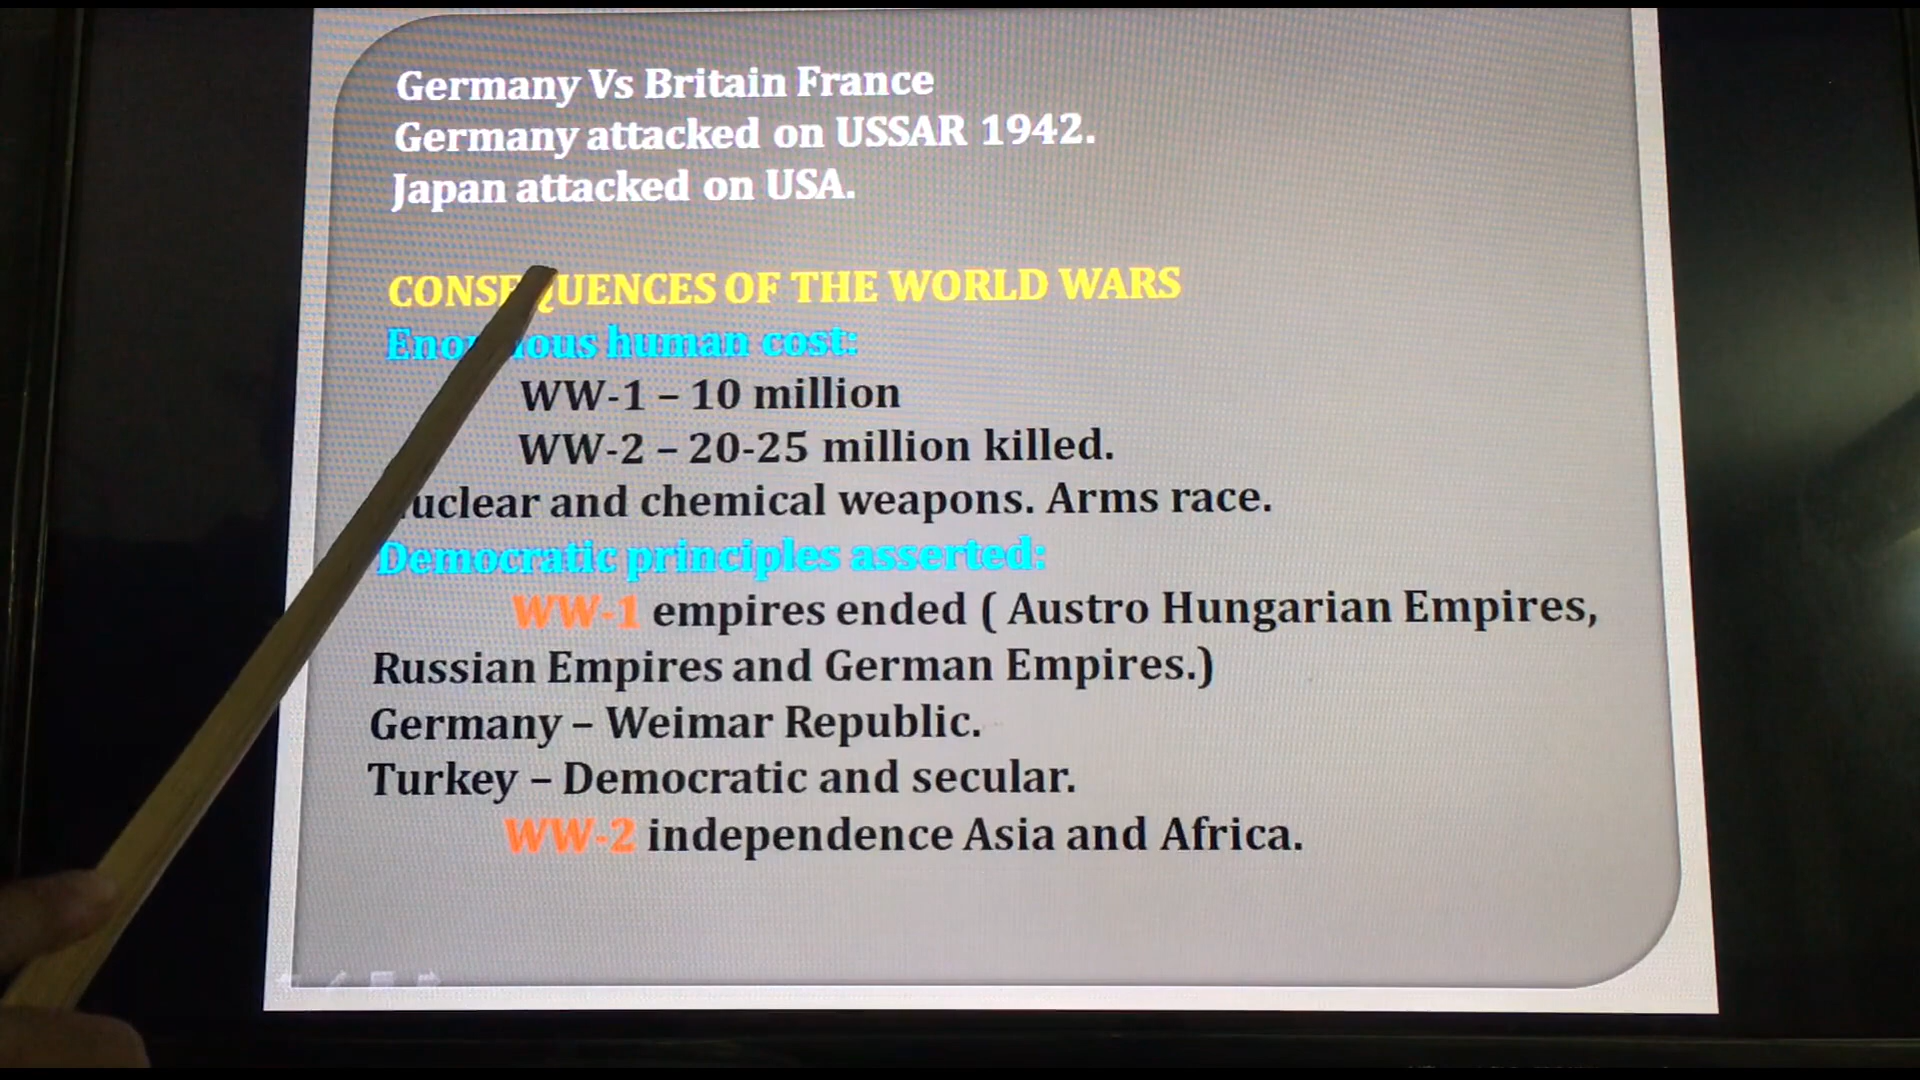 Germany Vs Britain France
Germany attacked on USSAR 1942.
Japan attacked on USA.
CONSEQUENCES OF THE WORLD WARS
Enormous human cost:
WW-1 – 10 million
WW-2 – 20-25 million killed.
Nuclear and chemical weapons. Arms race.
Democratic principles asserted:
WW-1 empires ended ( Austro Hungarian Empires,
Russian Empires and German Empires.)
Germany – Weimar Republic.
Turkey – Democratic and secular.
WW-2 independence Asia and Africa.